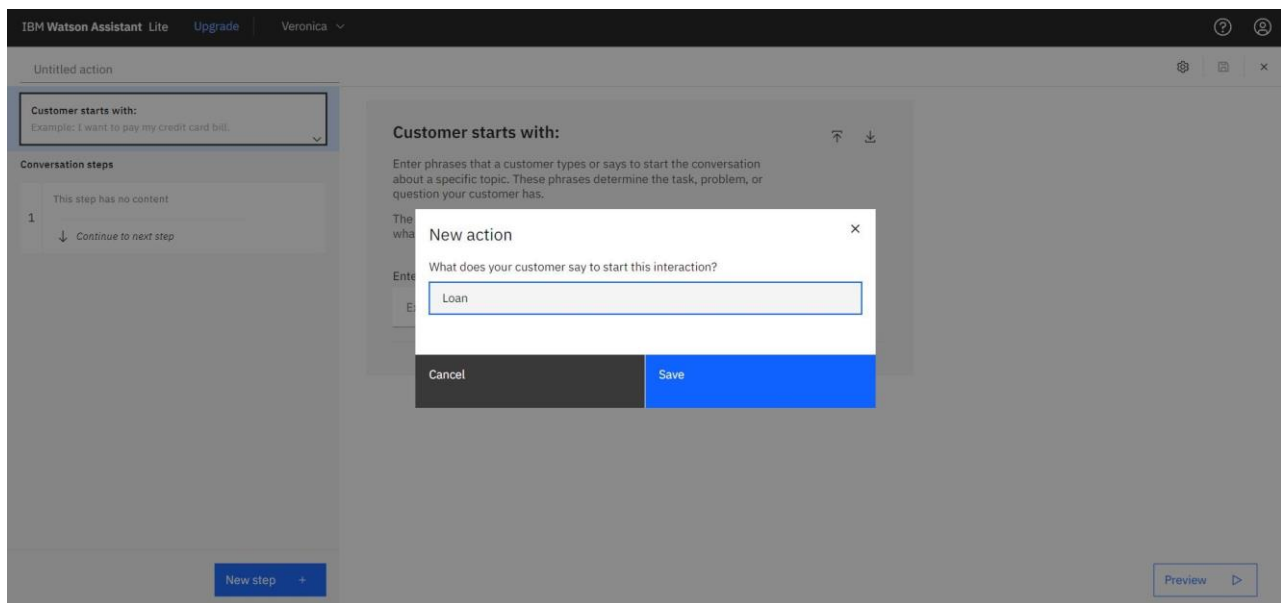 IBM Watson Assistant Lite Upgrade Veronica
Untitled action
Customer starts with:
Example: I want to pay my credit card bill.
Conversation steps
1
This step has no content
Continue to next step
New step +
Customer starts with:
Enter phrases that a customer types or says to start the conversation
about a specific topic. These phrases determine the task, problem, or
question your customer has.
The
New action
What does your customer say to start this interaction?
Loan
Cancel
Save
Preview